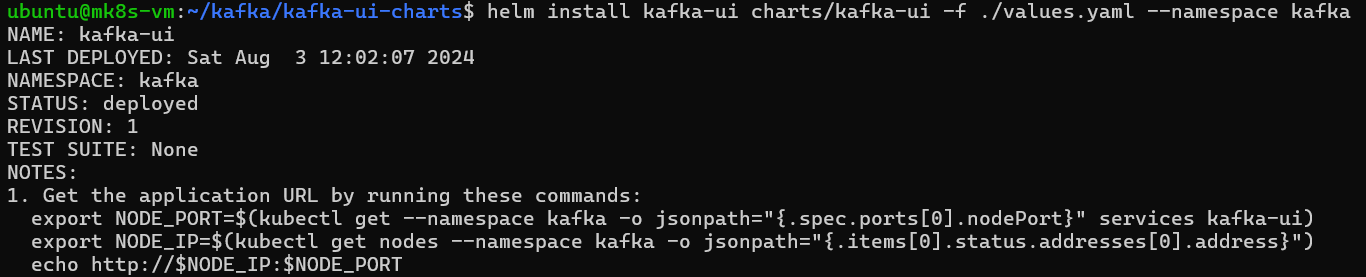 ubuntu@mk8s-vm:~/kafka/kafka-ui-charts$ helm install kafka-ui charts/kafka-ui -f ./values.yaml --namespace kafka
NAME: kafka-ui
LAST DEPLOYED: Sat Aug  3 12:02:07 2024
NAMESPACE: kafka
STATUS: deployed
REVISION: 1
TEST SUITE: None
NOTES:
1. Get the application URL by running these commands:
  export NODE_PORT=$(kubectl get --namespace kafka -o jsonpath="{.spec.ports[0].nodePort}" services kafka-ui)
  export NODE_IP=$(kubectl get nodes --namespace kafka -o jsonpath="{.items[0].status.addresses[0].address}")
  echo http://$NODE_IP:$NODE_PORT